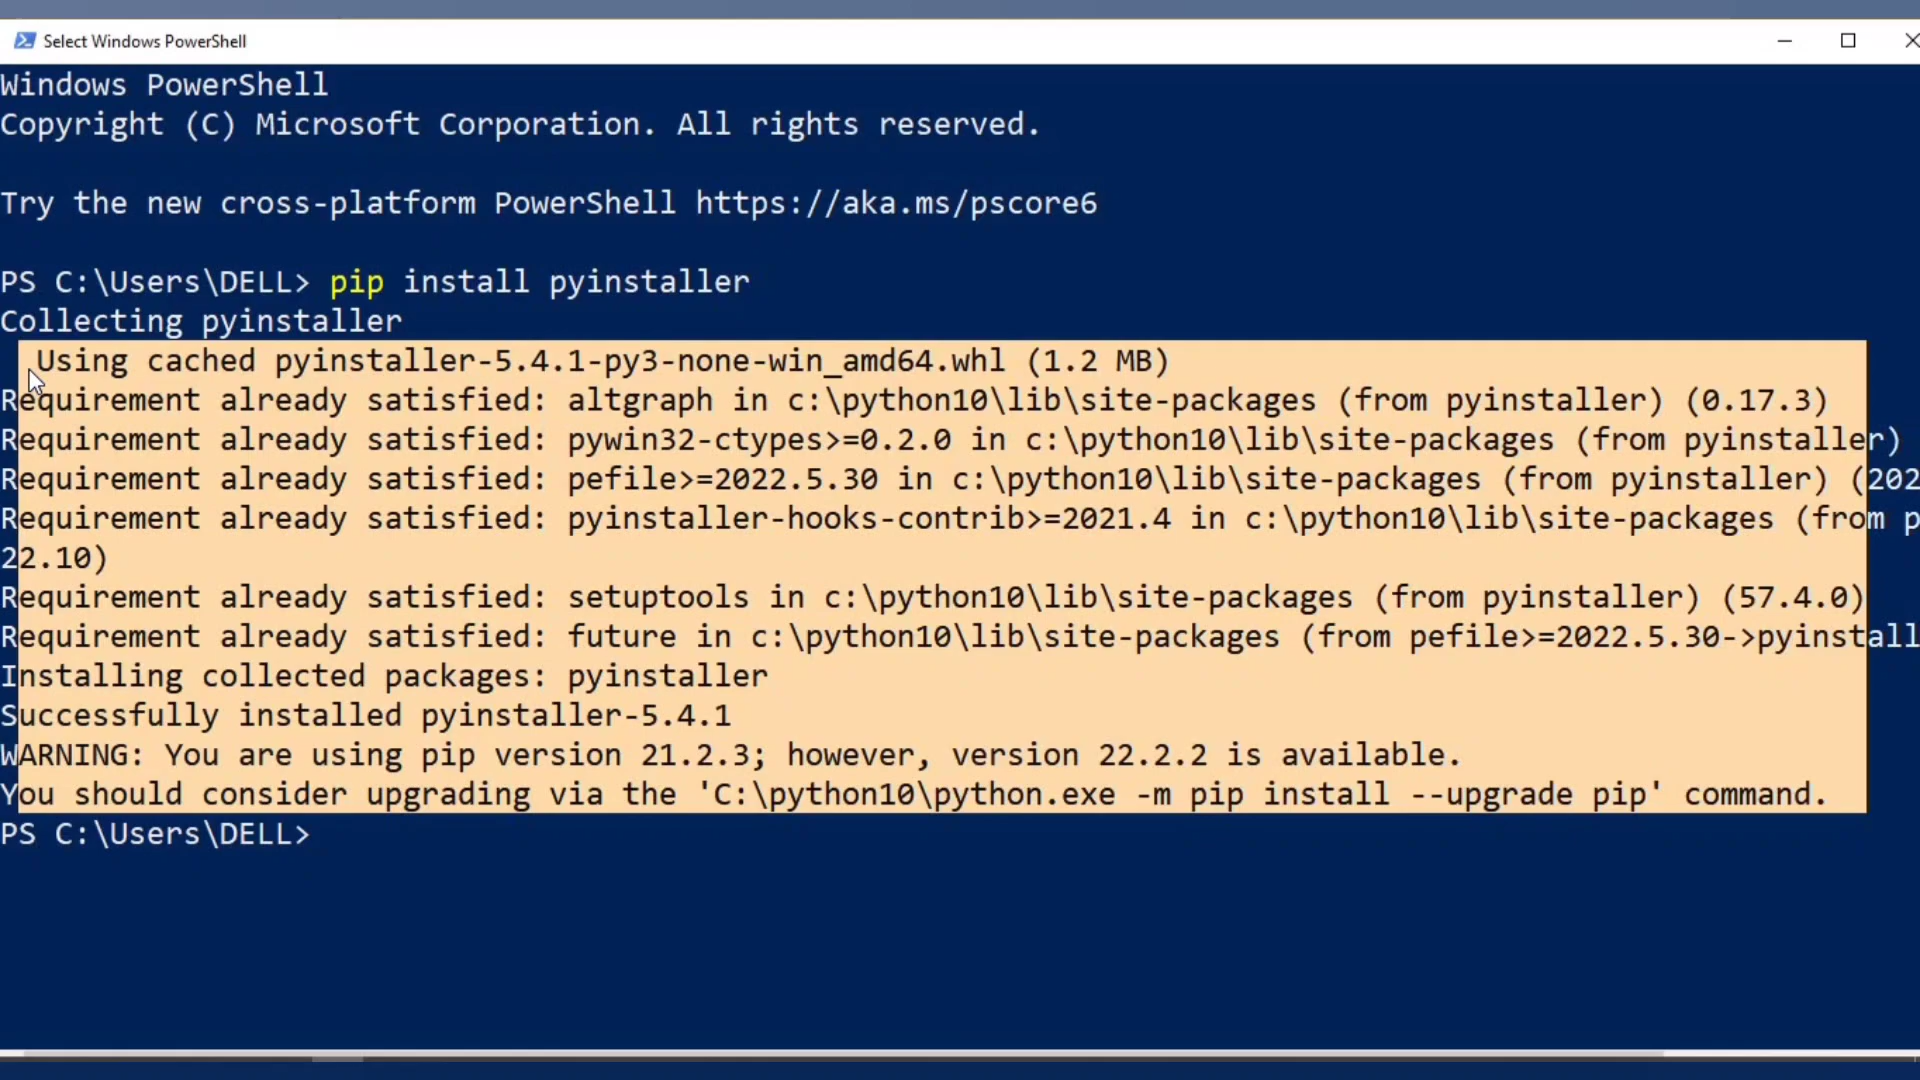 Select Windows PowerShell
Windows PowerShell
Copyright (C) Microsoft Corporation. All rights reserved.
Try the new cross-platform PowerShell https://aka.ms/pscore6
PS C:\Users\DELL> pip install pyinstaller
Collecting pyinstaller
Using cached pyinstaller-5.4.1-py3-none-win_amd64.whl (1.2 MB)
Requirement already satisfied: altgraph in c:\python10\lib\site-packages (from pyinstaller) (0.17.3)
Requirement already satisfied: pywin32-ctypes>=0.2.0 in c:\python10\lib\site-packages (from pyinstaller)
Requirement already satisfied: pefile>=2022.5.30 in c:\python10\lib\site-packages (from pyinstaller) (202
Requirement already satisfied: pyinstaller-hooks-contrib>=2021.4 in c:\python10\lib\site-packages (from p
22.10)
Requirement already satisfied: setuptools in c:\python10\lib\site-packages (from pyinstaller) (57.4.0)
Requirement already satisfied: future in c:\python10\lib\site-packages (from pefile>=2022.5.30->pyinstall
Installing collected packages: pyinstaller
Successfully installed pyinstaller-5.4.1
WARNING: You are using pip version 21.2.3; however, version 22.2.2 is available.
You should consider upgrading via the 'C:\python10\python.exe -m pip install --upgrade pip' command.
PS C:\Users\DELL>